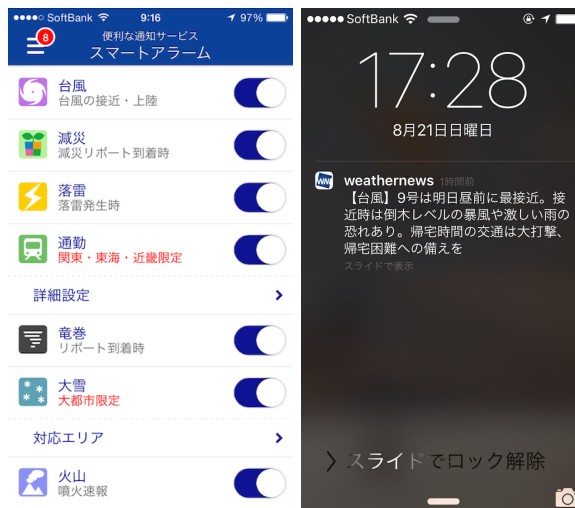 SoftBank 9:16 97%
8
便利な通知サービス
スマートアラーム
台風
台風の接近・上陸
減災
減災リポート到着時
落雷
落雷発生時
通勤
関東・東海・近畿限定
詳細設定
竜巻
リポート到着時
大雪
大都市限定
対応エリア
火山
噴火速報
SoftBank
17:28
8月21日日曜日
weathernews 1時間前
【台風】9号は明日昼前に最接近。接
近時は倒木レベルの暴風や激しい雨の
恐れあり。帰宅時間の交通は大打撃、
帰宅困難への備えを
スライドで表示
スライドでロック解除